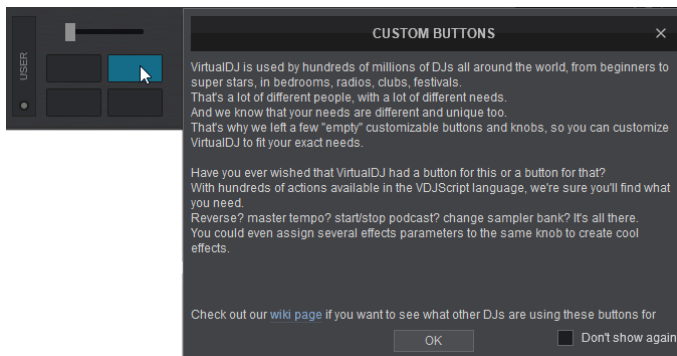 USER
CUSTOM BUTTONS
VirtualDJ is used by hundreds of millions of DJs all around the world, from beginners to
super stars, in bedrooms, radios, clubs, festivals.
That's a lot of different people, with a lot of different needs.
And we know that your needs are different and unique too.
That's why we left a few "empty" customizable buttons and knobs, so you can customize
VirtualDJ to fit your exact needs.
Have you ever wished that VirtualDJ had a button for this or a button for that?
With hundreds of actions available in the VDJScript language, we're sure you'll find what
you need.
Reverse? master tempo? start/stop podcast? change sampler bank? It's all there.
You could even assign several effects parameters to the same knob to create cool
effects.
Check out our wiki page if you want to see what other DJs are using these buttons for
OK
Don't show again